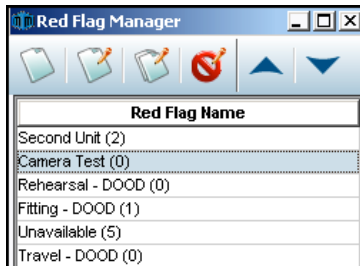 Red Flag Manager
Red Flag Name
Second Unit (2)
Camera Test (0)
Rehearsal - DOOD (0)
Fitting - DOOD (1)
Unavailable (5)
Travel - DOOD (0)